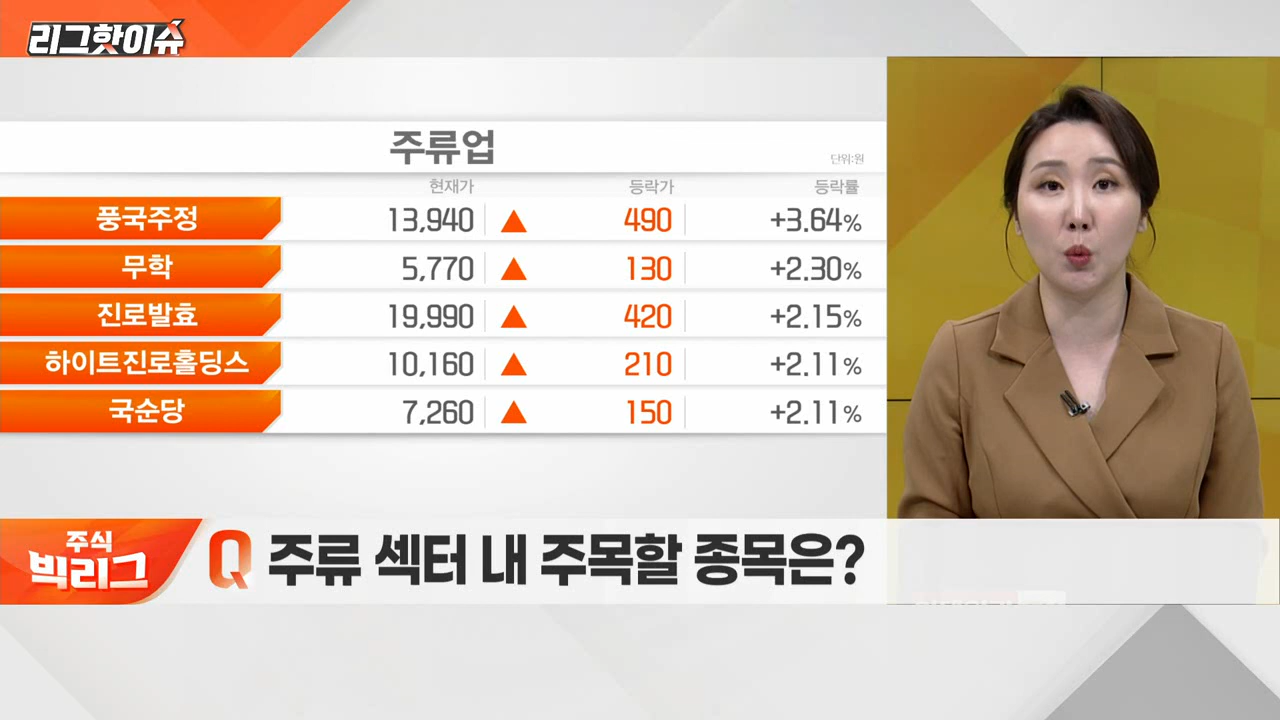 리그핫이슈
주류업
단위:원
현재가 등락가 등락률
풍국주정 13,940 ▲ 490 +3.64%
무학 5,770 ▲ 130 +2.30%
진로발효 19,990 ▲ 420 +2.15%
하이트진로홀딩스 10,160 ▲ 210 +2.11%
국순당 7,260 ▲ 150 +2.11%
주식
빅리그
Q 주류 섹터 내 주목할 종목은?